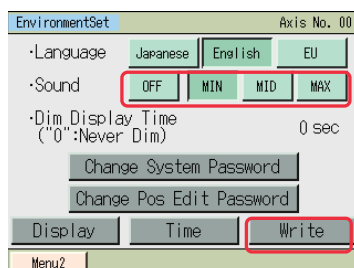 EnvironmentSet Axis No. 00
·Language Japanese English EU
·Sound OFF MIN MID MAX
·Dim Display Time
("0":Never Dim) 0 sec
Change System Password
Change Pos Edit Password
Display Time Write
Menu2